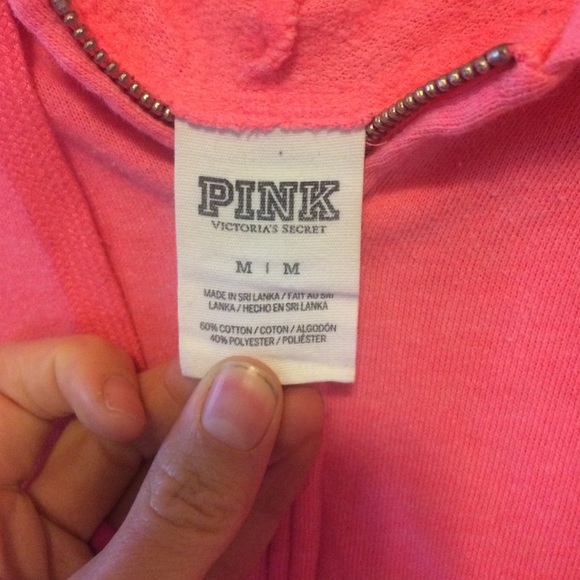 PINK
VICTORIA'S SECRET
M | M
MADE IN SRI LANKA / FAIT AU SRI
LANKA / HECHO EN SRI LANKA
60% COTTON / COTON / ALGODÓN
40% POLYESTER / POLIÉSTER